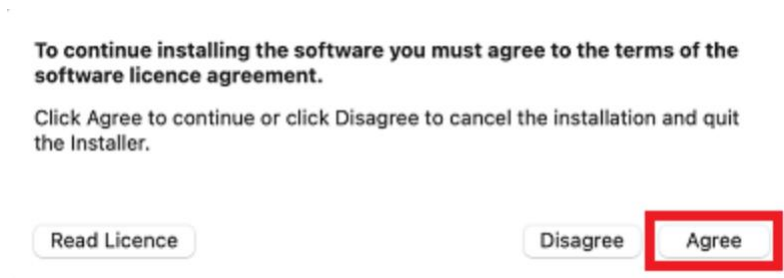 To continue installing the software you must agree to the terms of the
software licence agreement.
Click Agree to continue or click Disagree to cancel the installation and quit
the Installer.
Read Licence
Disagree
Agree